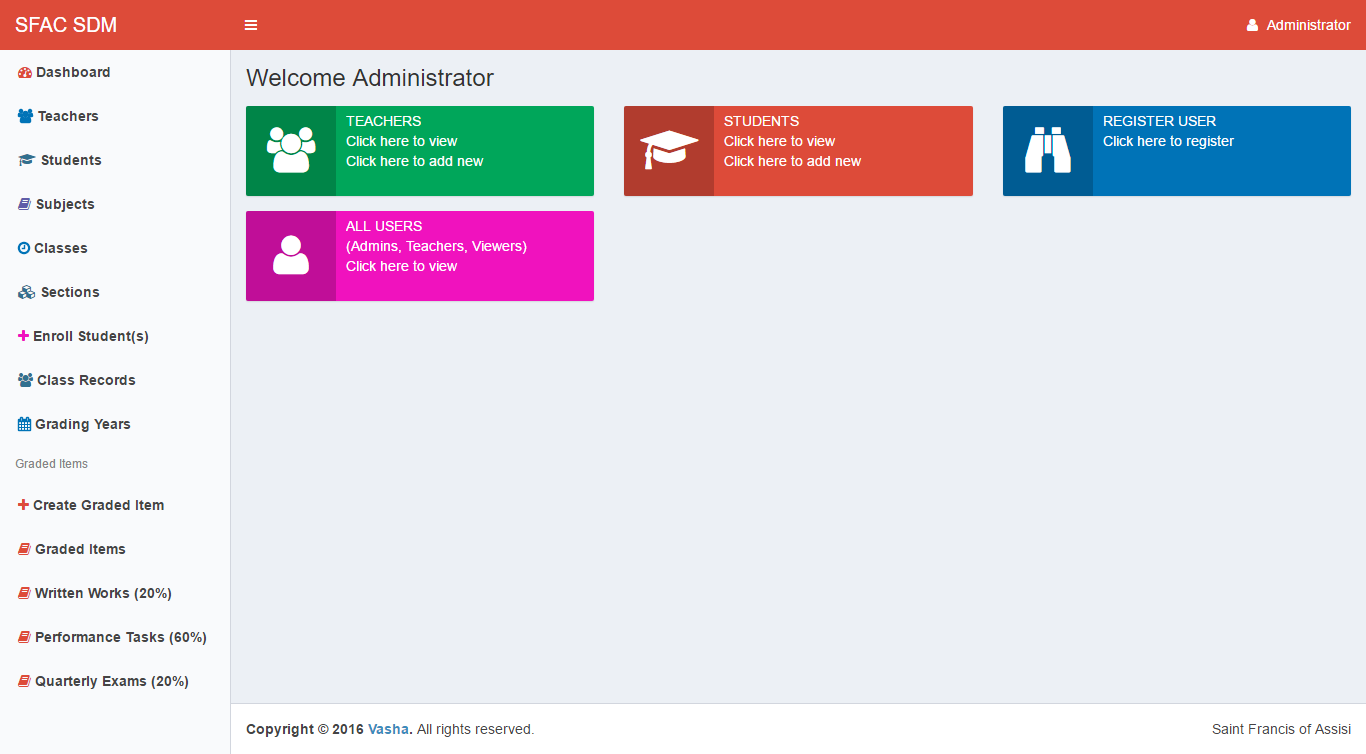 SFAC SDM
Administrator
Dashboard
Teachers
Students
Subjects
Classes
Sections
Enroll Student(s)
Class Records
Grading Years
Graded Items
Create Graded Item
Graded Items
Written Works (20%)
Performance Tasks (60%)
Quarterly Exams (20%)
Welcome Administrator
TEACHERS
Click here to view
Click here to add new
STUDENTS
Click here to view
Click here to add new
REGISTER USER
Click here to register
ALL USERS
(Admins, Teachers, Viewers)
Click here to view
Copyright © 2016 Vasha. All rights reserved.
Saint Francis of Assisi